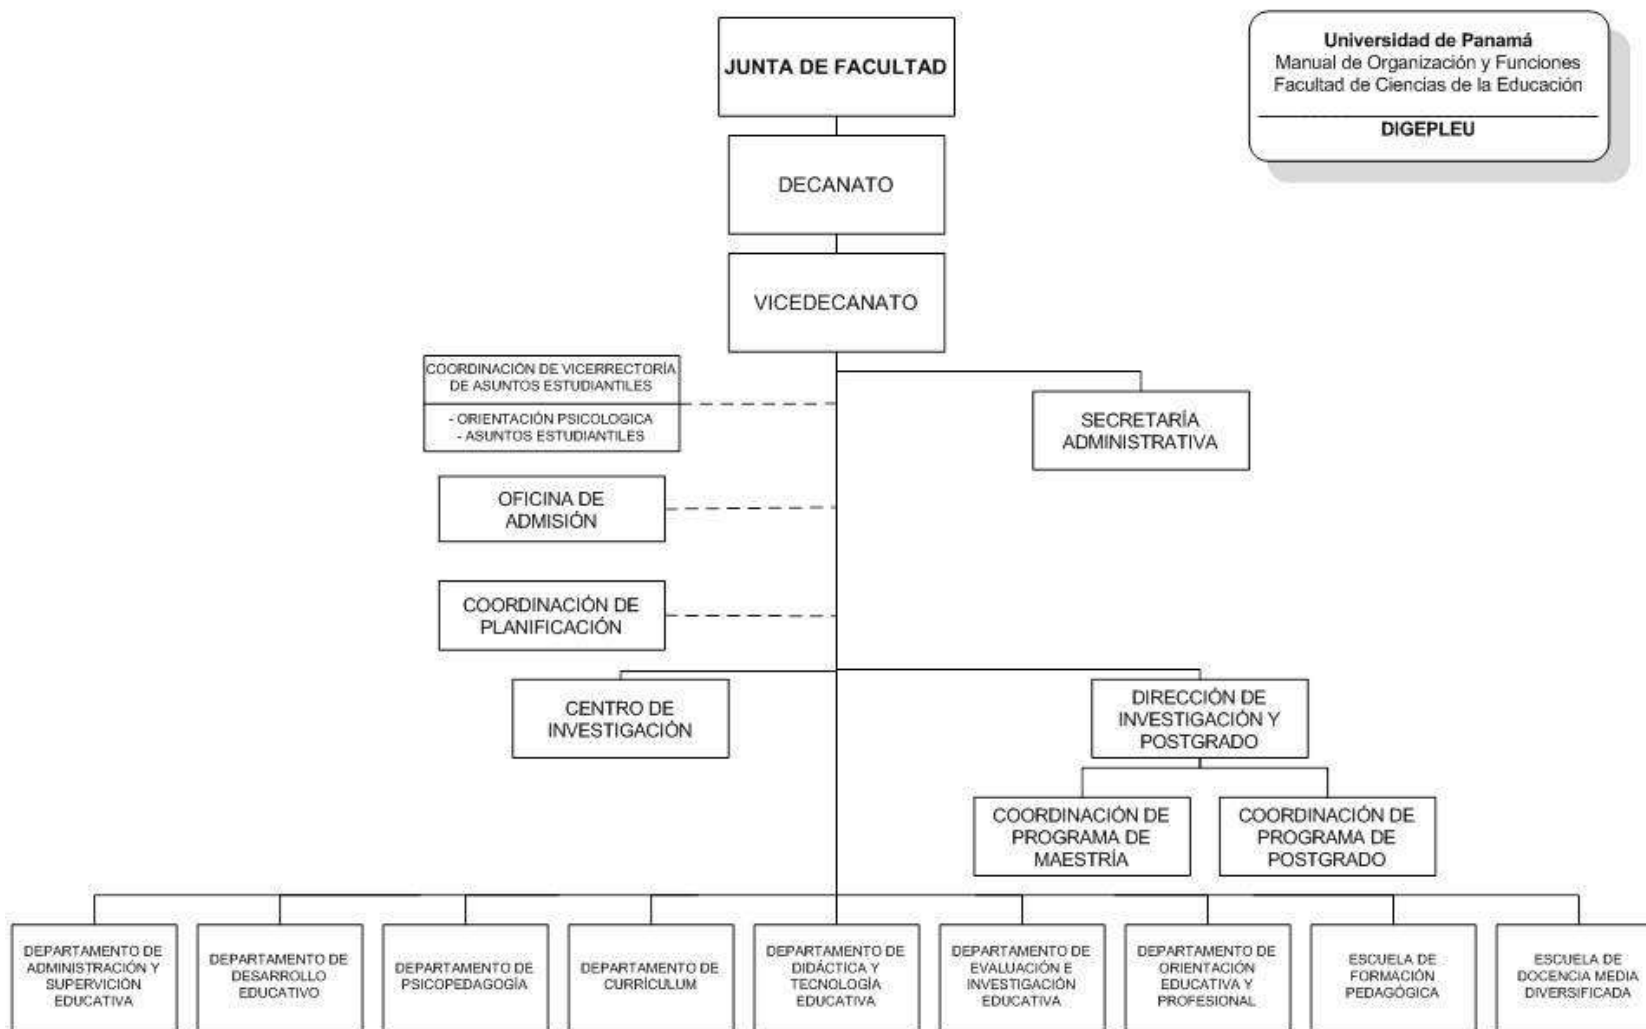 JUNTA DE FACULTAD
Universidad de Panamá
Manual de Organización y Funciones
Facultad de Ciencias de la Educación
DIGEPLEU
DECANATO
VICEDECANATO
COORDINACIÓN DE VICERRECTORÍA
DE ASUNTOS ESTUDIANTILES
- ORIENTACIÓN PSICOLOGICA
- ASUNTOS ESTUDIANTILES
SECRETARÍA
ADMINISTRATIVA
OFICINA DE
ADMISIÓN
COORDINACIÓN DE
PLANIFICACIÓN
CENTRO DE
INVESTIGACIÓN
DIRECCIÓN DE
INVESTIGACIÓN Y
POSTGRADO
COORDINACIÓN DE
PROGRAMA DE
MAESTRÍA
COORDINACIÓN DE
PROGRAMA DE
POSTGRADO
DEPARTAMENTO DE
ADMINISTRACIÓN Y
SUPERVISIÓN
EDUCATIVA
DEPARTAMENTO DE
DESARROLLO
EDUCATIVO
DEPARTAMENTO DE
PSICOPEDAGOGÍA
DEPARTAMENTO DE
CURRÍCULUM
DEPARTAMENTO DE
DIDÁCTICA Y
TECNOLOGÍA
EDUCATIVA
DEPARTAMENTO DE
EVALUACIÓN E
INVESTIGACIÓN
EDUCATIVA
DEPARTAMENTO DE
ORIENTACIÓN
EDUCATIVA Y
PROFESIONAL
ESCUELA DE
FORMACIÓN
PEDAGÓGICA
ESCUELA DE
DOCENCIA MEDIA
DIVERSIFICADA